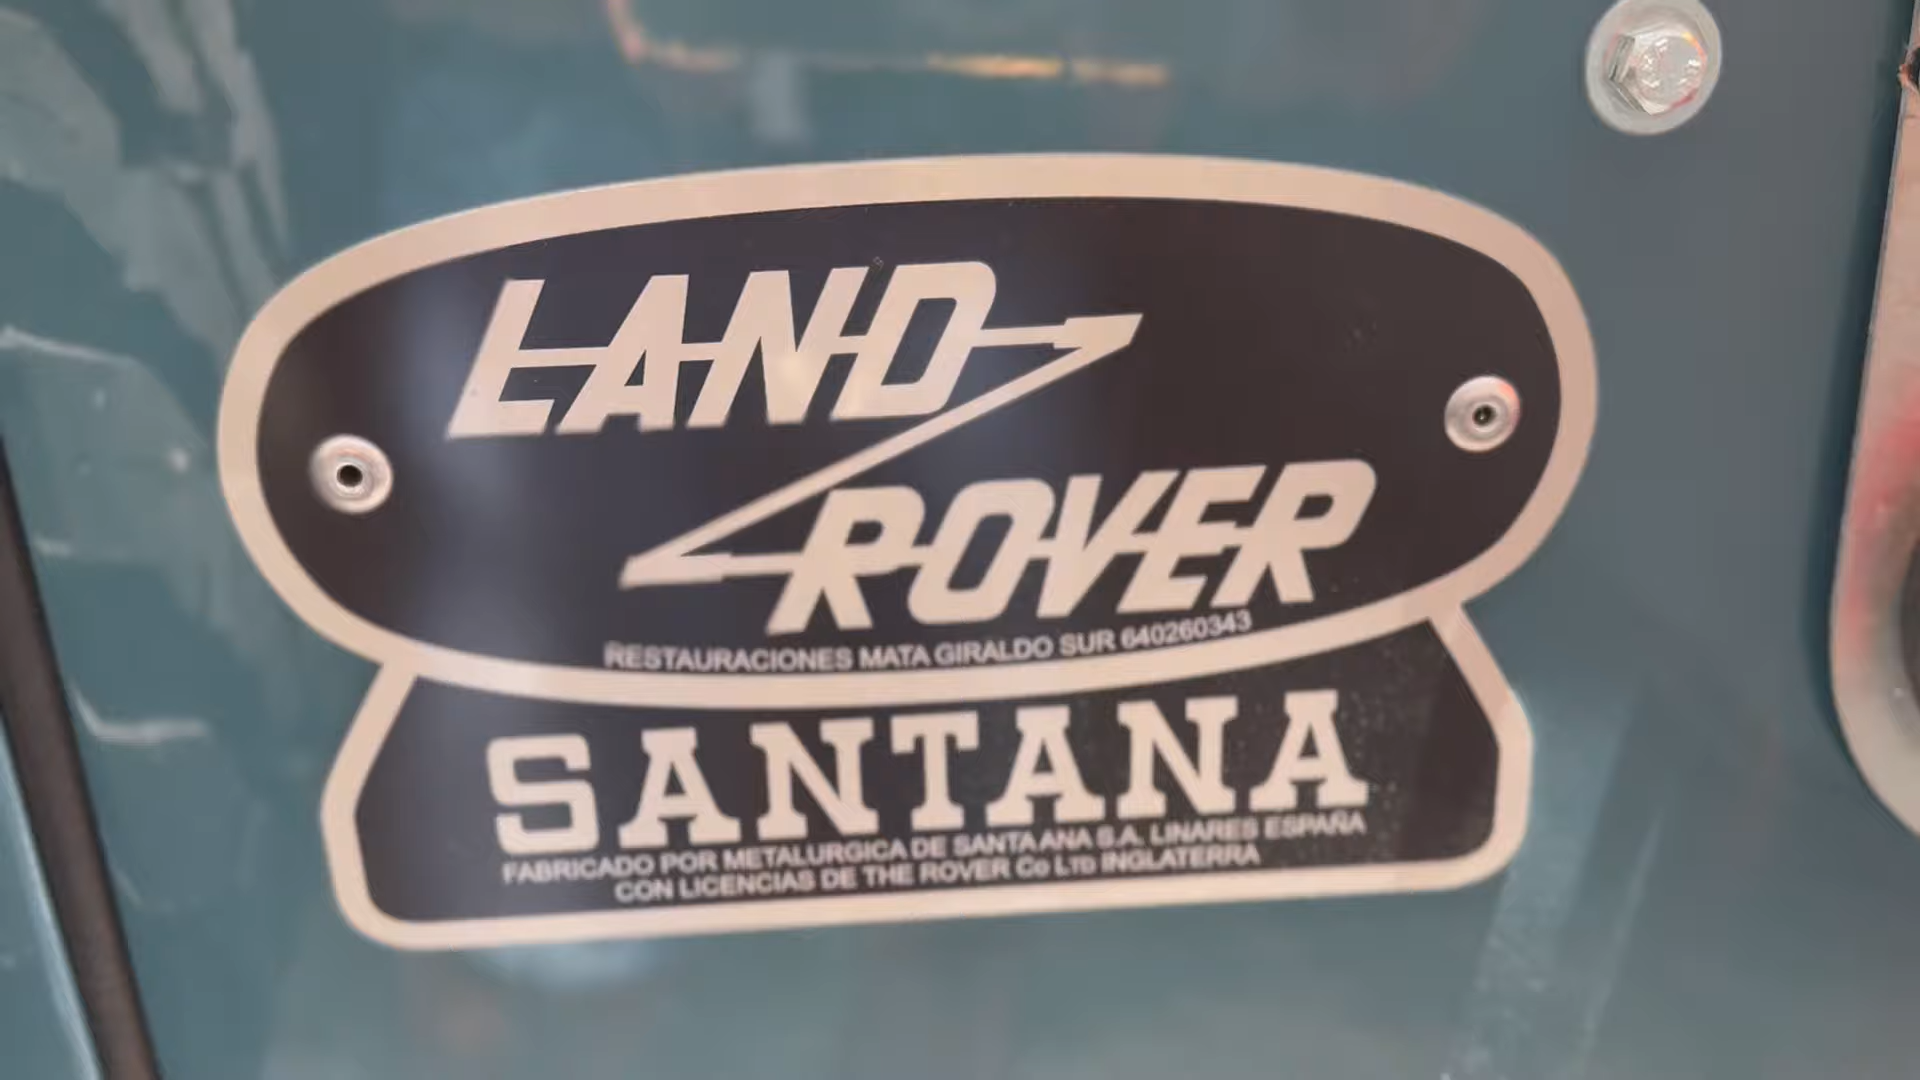 LAND
ROVER
RESTAURACIONES MATA GIRALDO SUR 640260343
SANTANA
FABRICADO POR METALURGICA DE SANTA ANA S.A. LINARES ESPAÑA
CON LICENCIAS DE THE ROVER Co LTD INGLATERRA